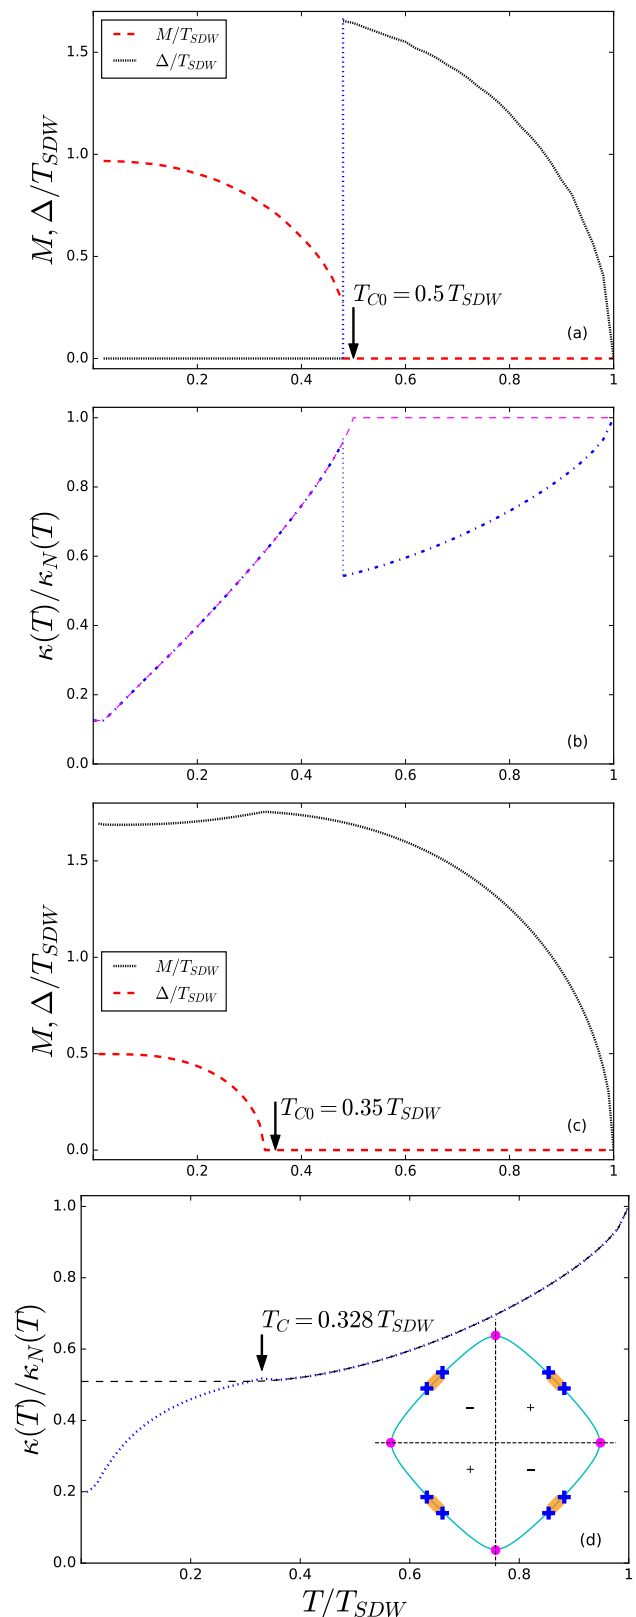 M/T_SDW
Δ/T_SDW
M, Δ/T_SDW
1.5
1.0
0.5
0.0
T_C0 = 0.5 T_SDW
(a)
0.2 0.4 0.6 0.8 1
κ(T)/κ_N(T)
1.0
0.8
0.6
0.4
0.2
0.0
(b)
0.2 0.4 0.6 0.8 1
M, Δ/T_SDW
1.5
1.0
0.5
0.0
M/T_SDW
Δ/T_SDW
T_C0 = 0.35 T_SDW
(c)
0.2 0.4 0.6 0.8 1
κ(T)/κ_N(T)
1.0
0.8
0.6
0.4
0.2
0.0
T_C = 0.328 T_SDW
− +
+ −
(d)
0.2 0.4 0.6 0.8 1
T/T_SDW